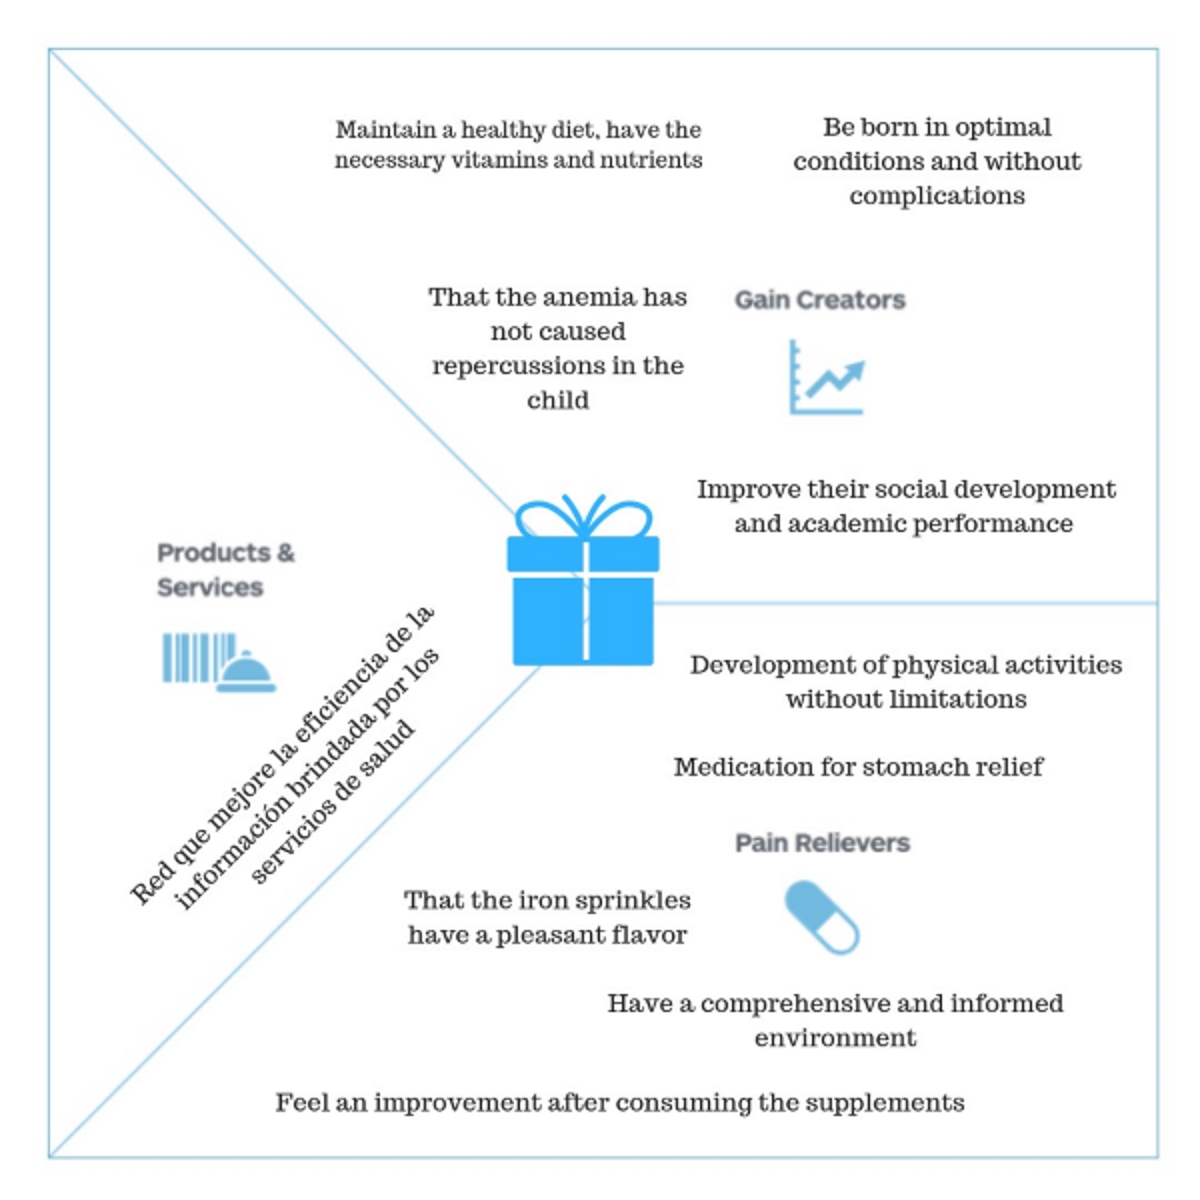 Maintain a healthy diet, have the
necessary vitamins and nutrients
Be born in optimal
conditions and without
complications
That the anemia has
not caused
repercussions in the
child
Gain Creators
Improve their social development
and academic performance
Products &
Services
Red que mejore la eficiencia de la
información brindada por los
servicios de salud
Development of physical activities
without limitations
Medication for stomach relief
Pain Relievers
That the iron sprinkles
have a pleasant flavor
Have a comprehensive and informed
environment
Feel an improvement after consuming the supplements